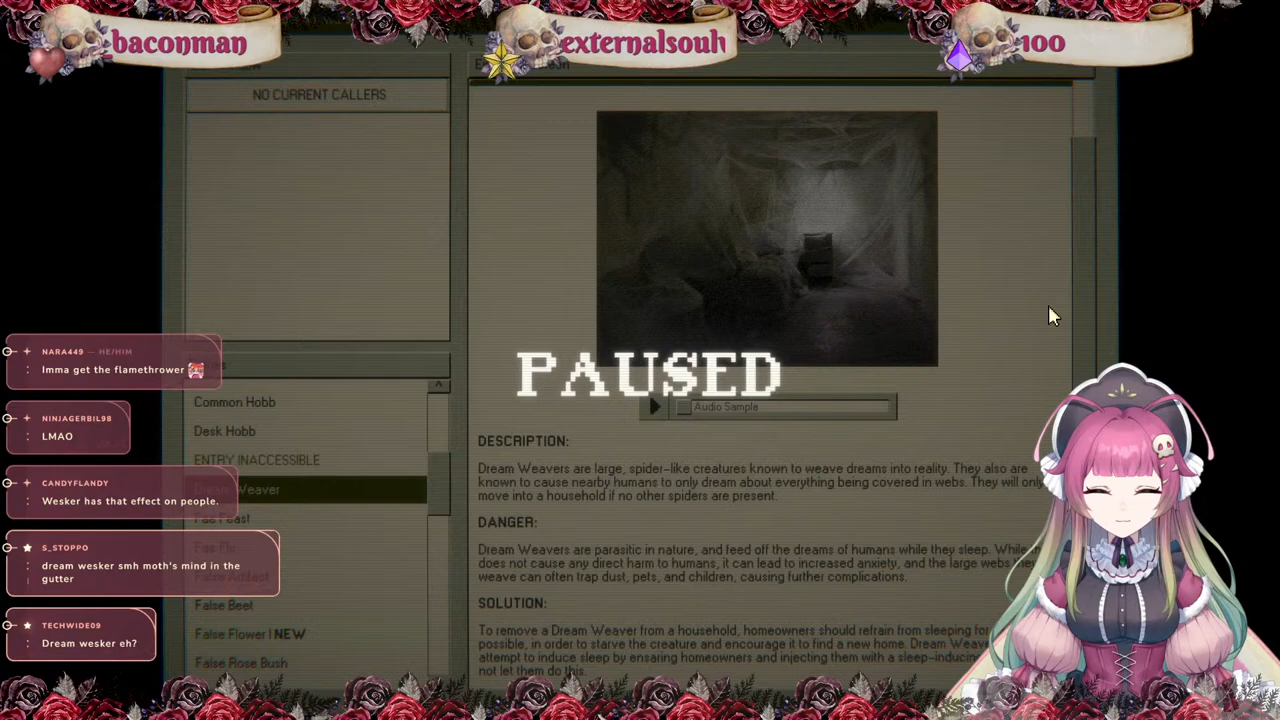 baconman
externalsouh
100
NO CURRENT CALLERS
PAUSED
Audio Sample
Common Hobb
Desk Hobb
ENTRY INACCESSIBLE
Weaver
Fae Feast
Fae Flu
Artifact
False Beet
False Flower | NEW
False Rose Bush
DESCRIPTION:
Dream Weavers are large, spider-like creatures known to weave dreams into reality. They also are
known to cause nearby humans to only dream about everything being covered in webs. They will only
move into a household if no other spiders are present.
DANGER:
Dream Weavers are parasitic in nature, and feed off the dreams of humans while they sleep. While
does not cause any direct harm to humans, it can lead to increased anxiety, and the large webs
weave can often trap dust, pets, and children, causing further complications.
SOLUTION:
To remove a Dream Weaver from a household, homeowners should refrain from sleeping for
possible, in order to starve the creature and encourage it to find a new home. Dream
attempt to induce sleep by ensnaring homeowners and injecting them with a sleep-inducing
not let them do this.
NARA449 — HE/HIM
Imma get the flamethrower
NINJAGERBIL98
LMAO
CANDYFLANDY
Wesker has that effect on people.
S_STOPPO
dream wesker smh moth's mind in the
gutter
TECHWIDE09
Dream wesker eh?